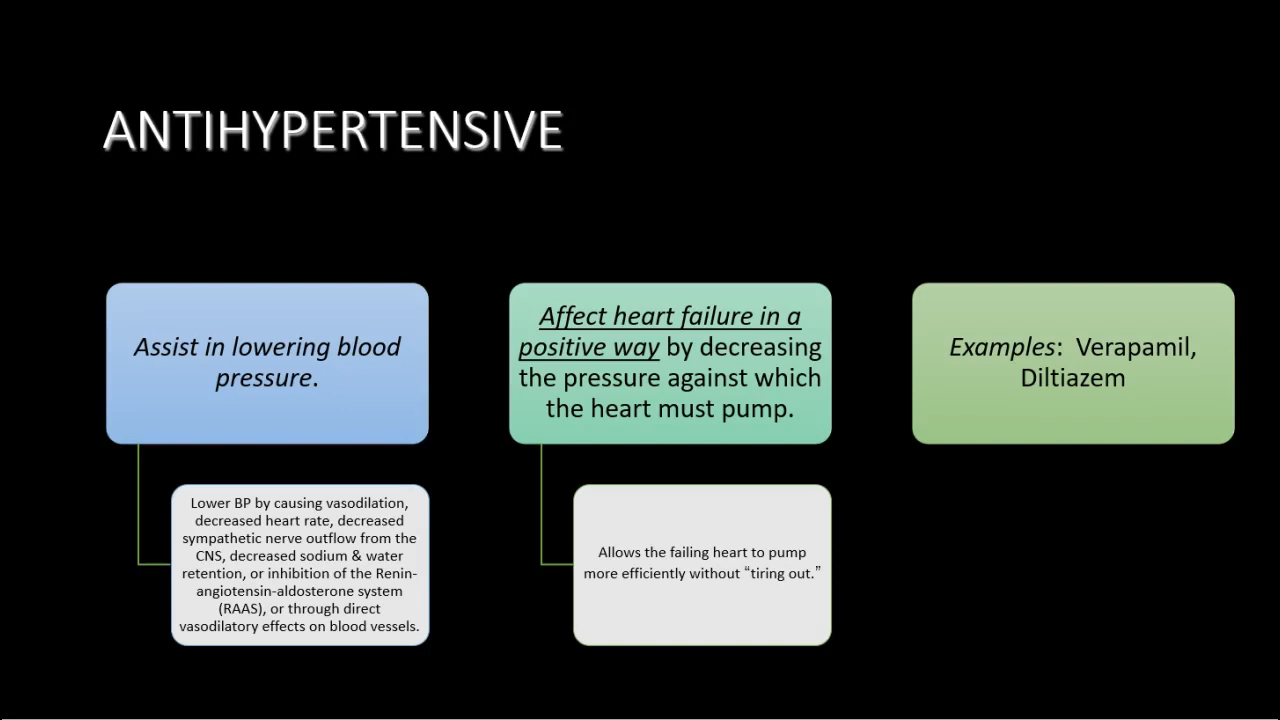 ANTIHYPERTENSIVE
Assist in lowering blood
pressure.
Lower BP by causing vasodilation,
decreased heart rate, decreased
sympathetic nerve outflow from the
CNS, decreased sodium & water
retention, or inhibition of the Renin-
angiotensin-aldosterone system
(RAAS), or through direct
vasodilatory effects on blood vessels.
Affect heart failure in a
positive way by decreasing
the pressure against which
the heart must pump.
Allows the failing heart to pump
more efficiently without “tiring out.”
Examples:  Verapamil,
Diltiazem